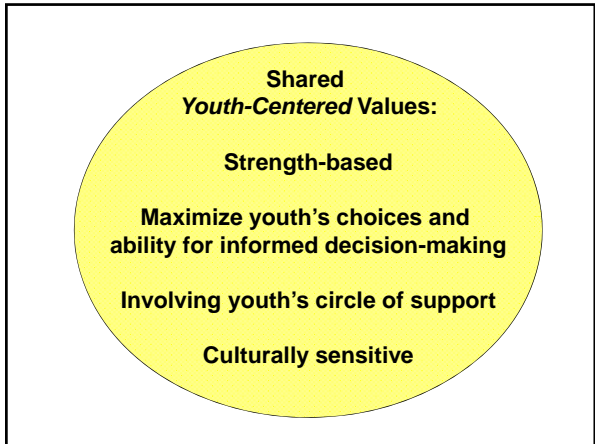 Shared
Youth-Centered Values:
Strength-based
Maximize youth's choices and
ability for informed decision-making
Involving youth's circle of support
Culturally sensitive